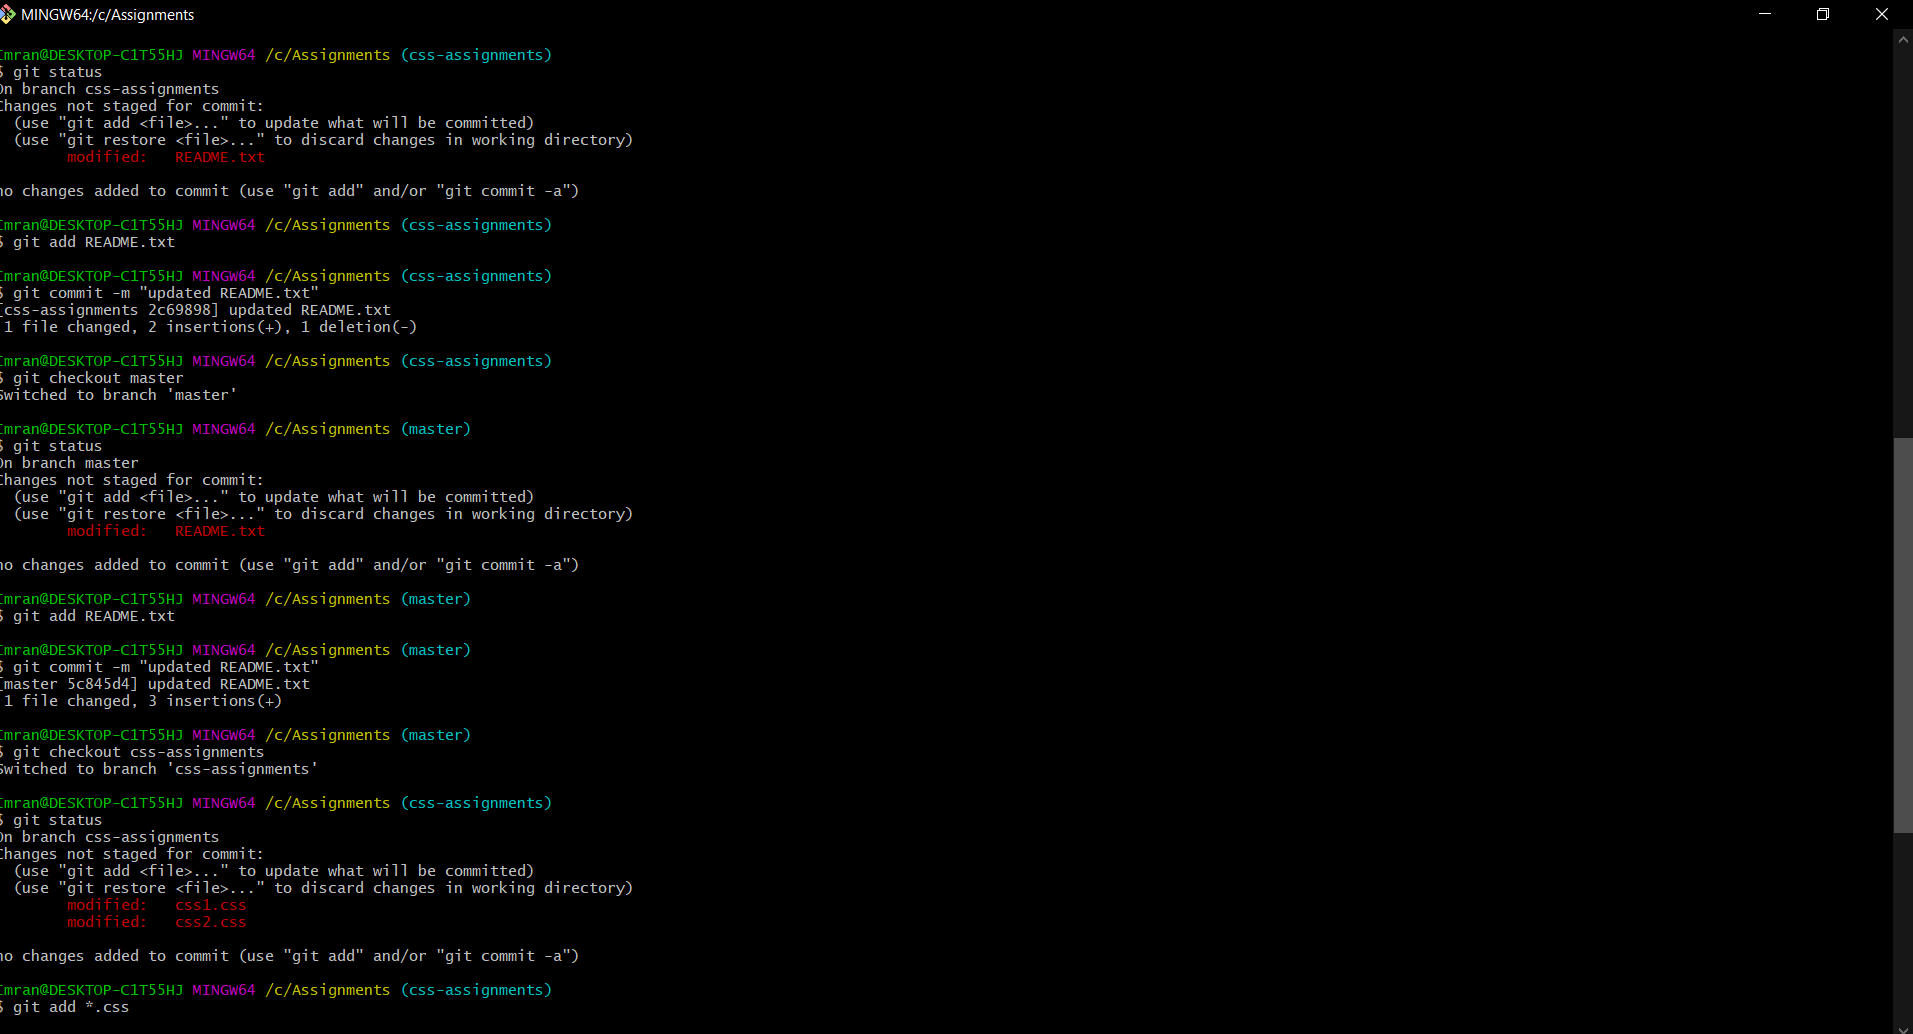 MINGW64:/c/Assignments
Imran@DESKTOP-C1T55HJ MINGW64 /c/Assignments (css-assignments)
$ git status
On branch css-assignments
Changes not staged for commit:
  (use "git add <file>..." to update what will be committed)
  (use "git restore <file>..." to discard changes in working directory)
        modified:   README.txt
no changes added to commit (use "git add" and/or "git commit -a")
Imran@DESKTOP-C1T55HJ MINGW64 /c/Assignments (css-assignments)
$ git add README.txt
Imran@DESKTOP-C1T55HJ MINGW64 /c/Assignments (css-assignments)
$ git commit -m "updated README.txt"
[css-assignments 2c69898] updated README.txt
 1 file changed, 2 insertions(+), 1 deletion(-)
Imran@DESKTOP-C1T55HJ MINGW64 /c/Assignments (css-assignments)
$ git checkout master
Switched to branch 'master'
Imran@DESKTOP-C1T55HJ MINGW64 /c/Assignments (master)
$ git status
On branch master
Changes not staged for commit:
  (use "git add <file>..." to update what will be committed)
  (use "git restore <file>..." to discard changes in working directory)
        modified:   README.txt
no changes added to commit (use "git add" and/or "git commit -a")
Imran@DESKTOP-C1T55HJ MINGW64 /c/Assignments (master)
$ git add README.txt
Imran@DESKTOP-C1T55HJ MINGW64 /c/Assignments (master)
$ git commit -m "updated README.txt"
[master 5c845d4] updated README.txt
 1 file changed, 3 insertions(+)
Imran@DESKTOP-C1T55HJ MINGW64 /c/Assignments (master)
$ git checkout css-assignments
Switched to branch 'css-assignments'
Imran@DESKTOP-C1T55HJ MINGW64 /c/Assignments (css-assignments)
$ git status
On branch css-assignments
Changes not staged for commit:
  (use "git add <file>..." to update what will be committed)
  (use "git restore <file>..." to discard changes in working directory)
        modified:   css1.css
        modified:   css2.css
no changes added to commit (use "git add" and/or "git commit -a")
Imran@DESKTOP-C1T55HJ MINGW64 /c/Assignments (css-assignments)
$ git add *.css